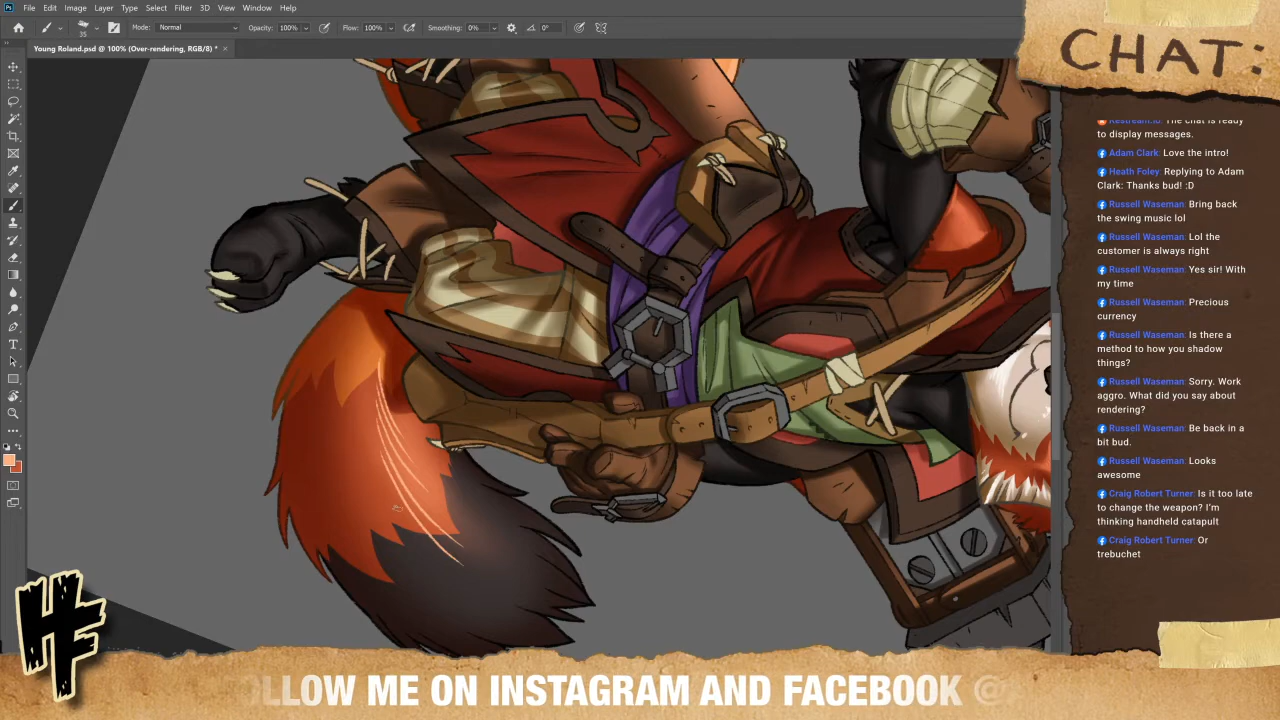 File Edit Image Layer Type Select Filter 3D View Window Help
35 Mode: Normal Opacity: 100% Flow: 100% Smoothing: 0% 0°
Young Roland.psd @ 100% (Over-rendering, RGB/8) * ×
CHAT:
Restream.io: The chat is ready
to display messages.
Adam Clark: Love the intro!
Heath Foley: Replying to Adam
Clark: Thanks bud! :D
Russell Waseman: Bring back
the swing music lol
Russell Waseman: Lol the
customer is always right
Russell Waseman: Yes sir! With
my time
Russell Waseman: Precious
currency
Russell Waseman: Is there a
method to how you shadow
things?
Russell Waseman: Sorry. Work
aggro. What did you say about
rendering?
Russell Waseman: Be back in a
bit bud.
Russell Waseman: Looks
awesome
Craig Robert Turner: Is it too late
to change the weapon? I'm
thinking handheld catapult
Craig Robert Turner: Or
trebuchet
HF
OLLOW ME ON INSTAGRAM AND FACEBOOK @